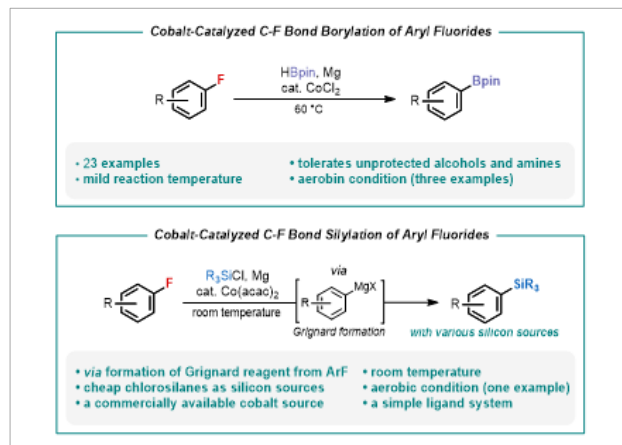 Cobalt-Catalyzed C-F Bond Borylation of Aryl Fluorides
R
F
HBpin, Mg
cat. CoCl2
60 °C
R
Bpin
• 23 examples
• mild reaction temperature
• tolerates unprotected alcohols and amines
• aerobin condition (three examples)
Cobalt-Catalyzed C-F Bond Silylation of Aryl Fluorides
R
F
R3SiCl, Mg
cat. Co(acac)2
room temperature
via
R
MgX
Grignard formation
R
SiR3
with various silicon sources
• via formation of Grignard reagent from ArF
• cheap chlorosilanes as silicon sources
• a commercially available cobalt source
• room temperature
• aerobic condition (one example)
• a simple ligand system